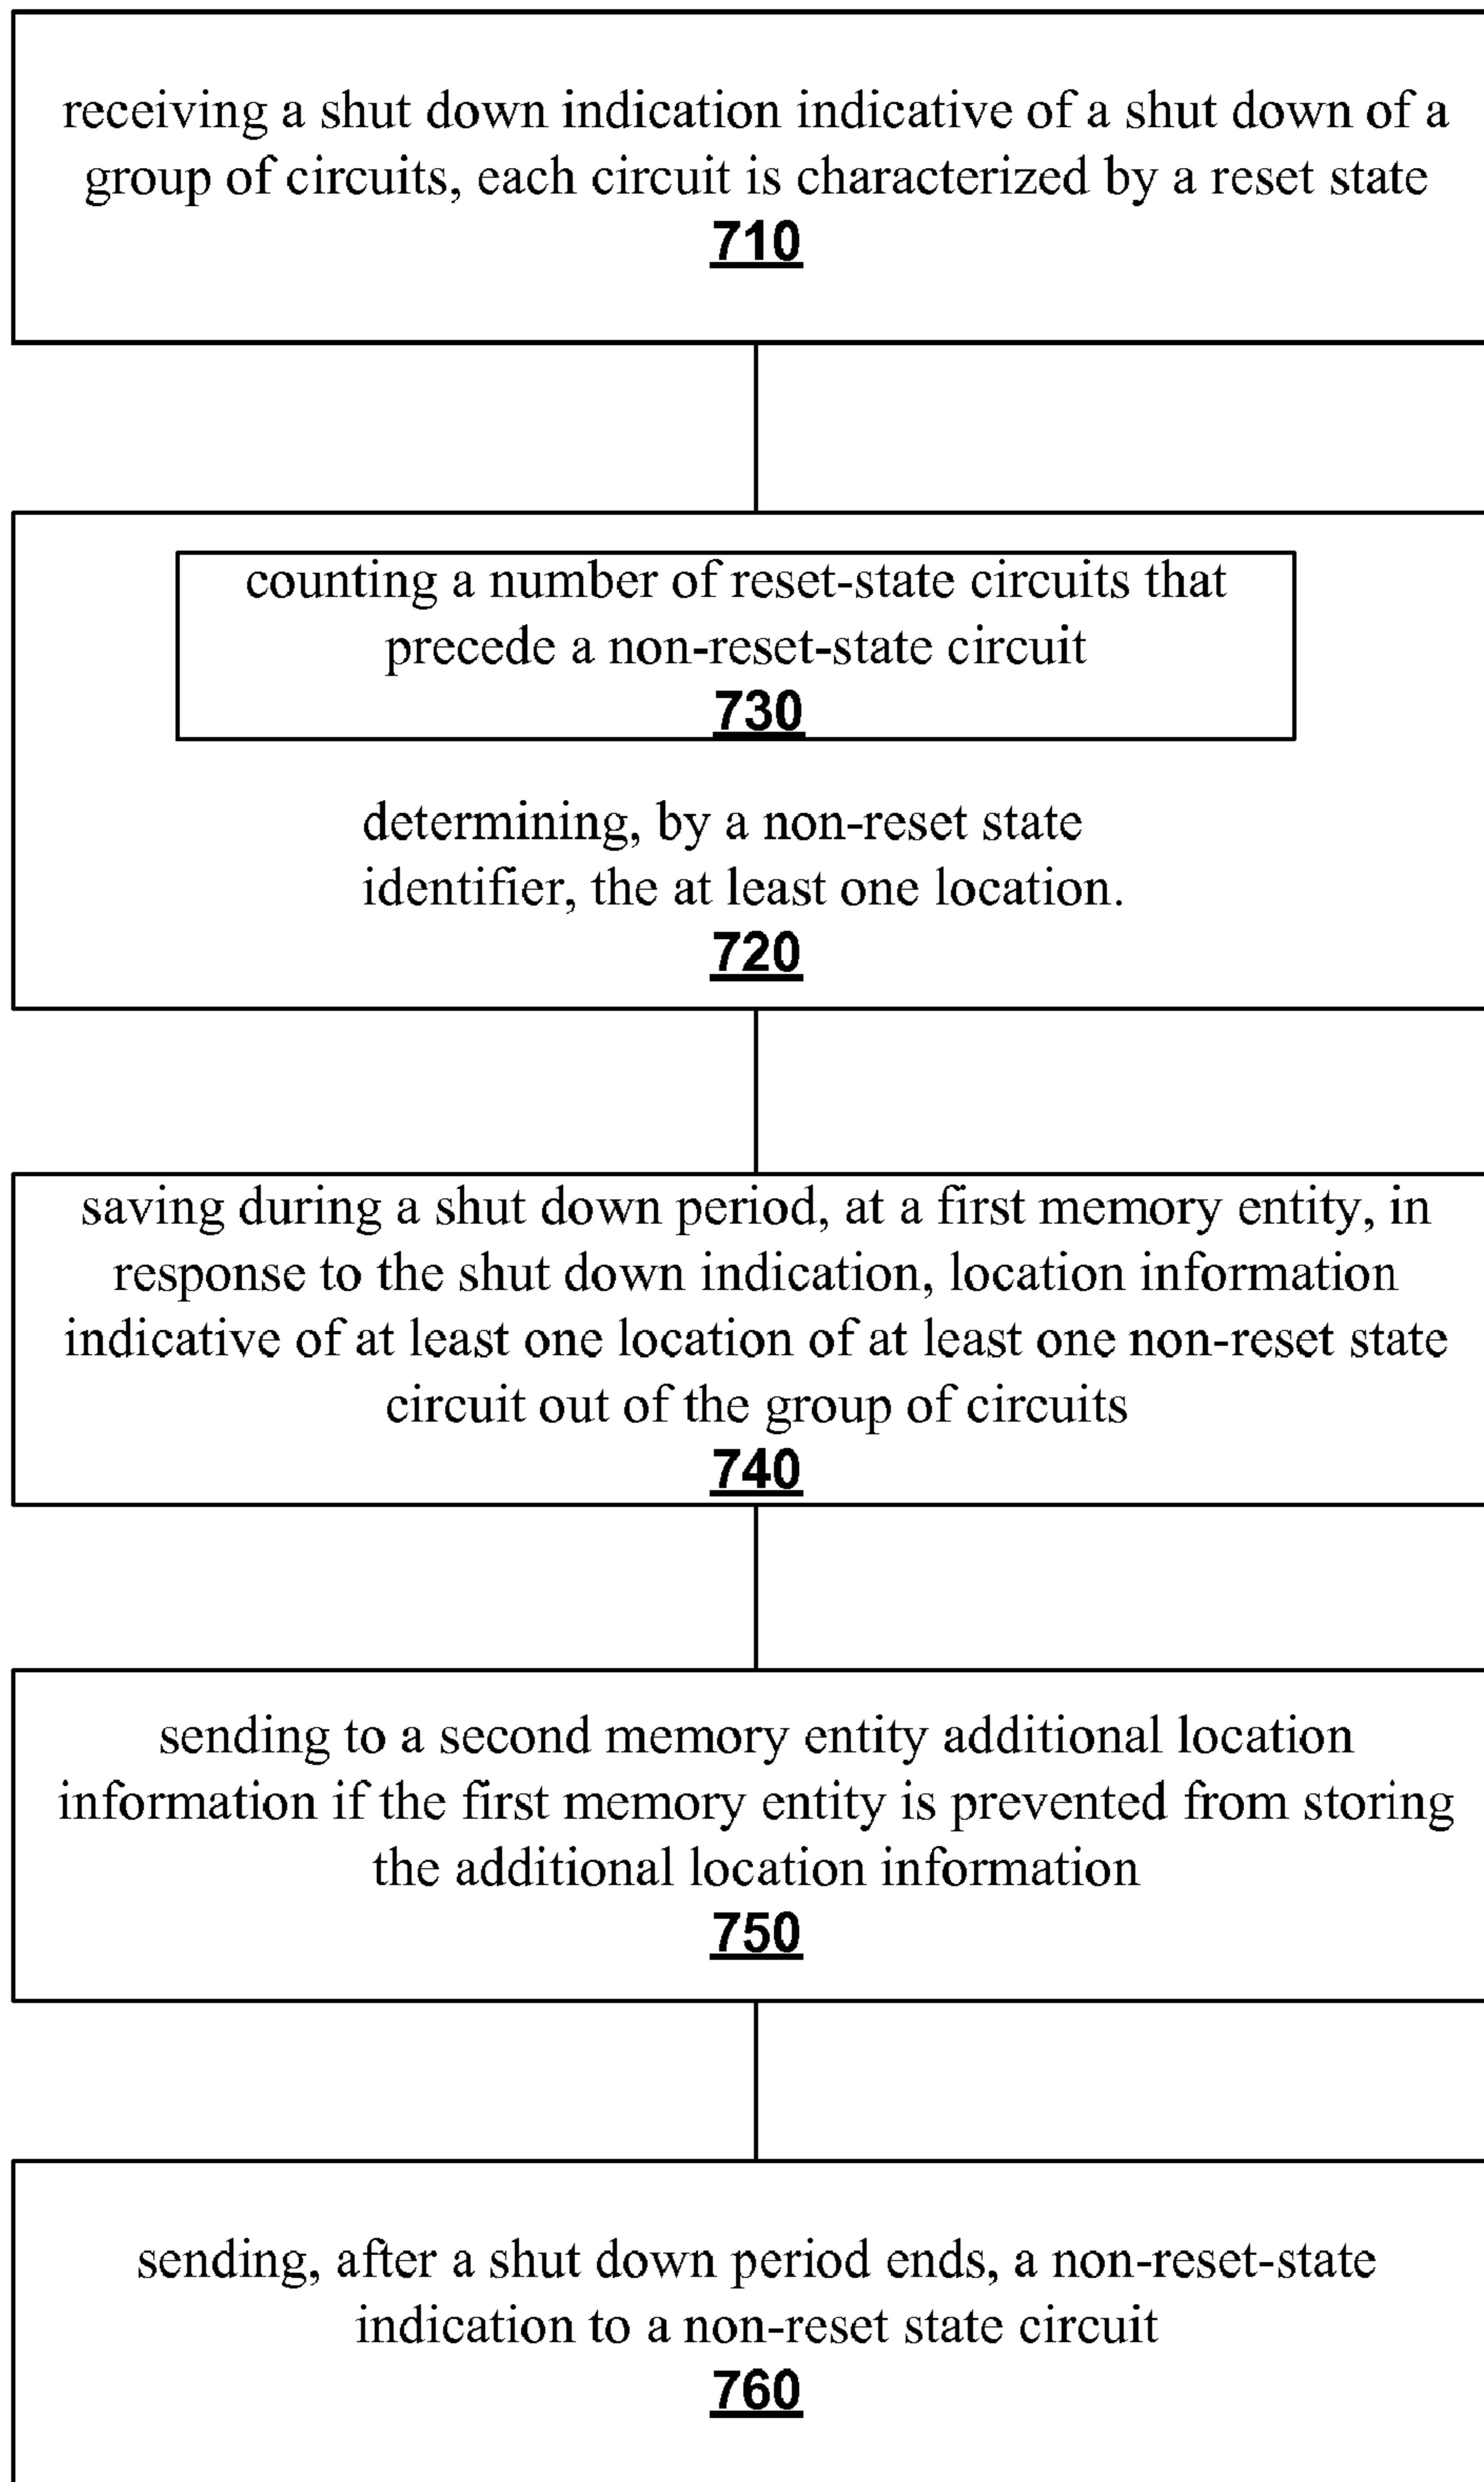 receiving a shut down indication indicative of a shut down of a
group of circuits, each circuit is characterized by a reset state
710
counting a number of reset-state circuits that
precede a non-reset-state circuit
730
determining, by a non-reset state
identifier, the at least one location.
720
saving during a shut down period, at a first memory entity, in
response to the shut down indication, location information
indicative of at least one location of at least one non-reset state
circuit out of the group of circuits
740
sending to a second memory entity additional location
information if the first memory entity is prevented from storing
the additional location information
750
sending, after a shut down period ends, a non-reset-state
indication to a non-reset state circuit
760